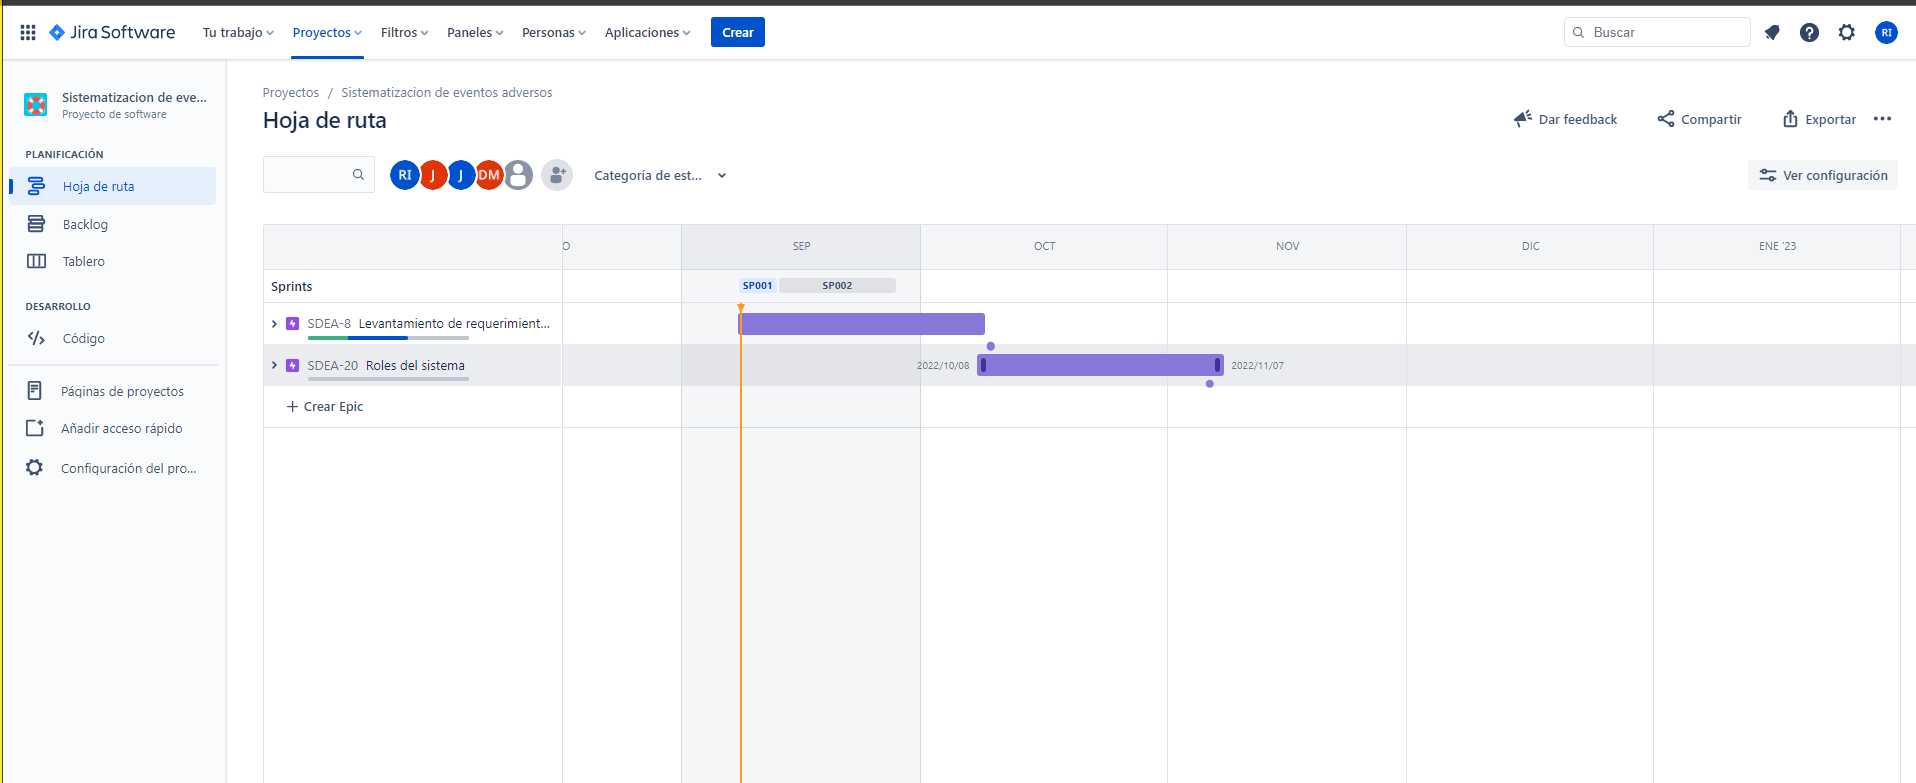 Jira Software Tu trabajo Proyectos Filtros Paneles Personas Aplicaciones Crear Buscar RI
Sistematizacion de eve...
Proyecto de software
PLANIFICACIÓN
Hoja de ruta
Backlog
Tablero
DESARROLLO
Código
Páginas de proyectos
Añadir acceso rápido
Configuración del pro...
Proyectos / Sistematizacion de eventos adversos
Hoja de ruta
Dar feedback Compartir Exportar
RI J J DM Categoría de est... Ver configuración
O SEP OCT NOV DIC ENE '23
Sprints SP001 SP002
SDEA-8 Levantamiento de requerimient...
SDEA-20 Roles del sistema 2022/10/08 2022/11/07
+ Crear Epic